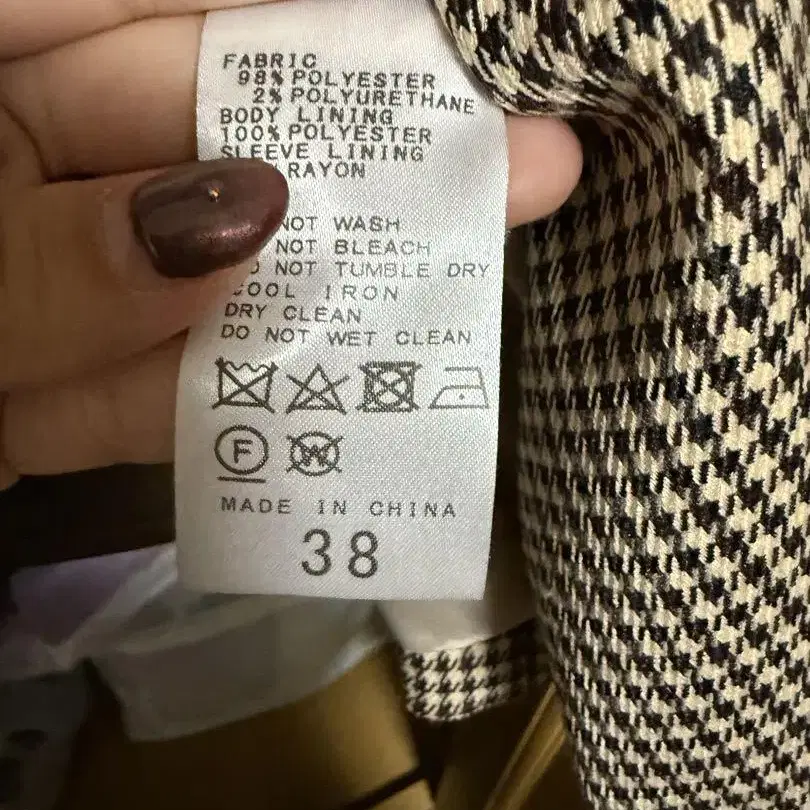 FABRIC
98% POLYESTER
2% POLYURETHANE
BODY LINING
100% POLYESTER
SLEEVE LINING
RAYON
NOT WASH
NOT BLEACH
NOT TUMBLE DRY
COOL IRON
DRY CLEAN
DO NOT WET CLEAN
F W
MADE IN CHINA
38